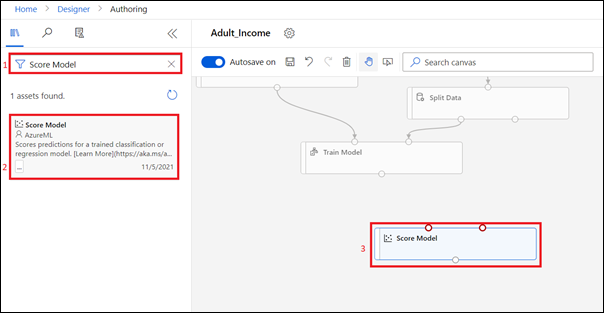 Home > Designer > Authoring
Adult_Income
1
Score Model
Autosave on
Search canvas
1 assets found.
Split Data
Score Model
AzureML
Scores predictions for a trained classification or
regression model. [Learn More](https://aka.ms/a...
2
...
11/5/2021
Train Model
3
Score Model